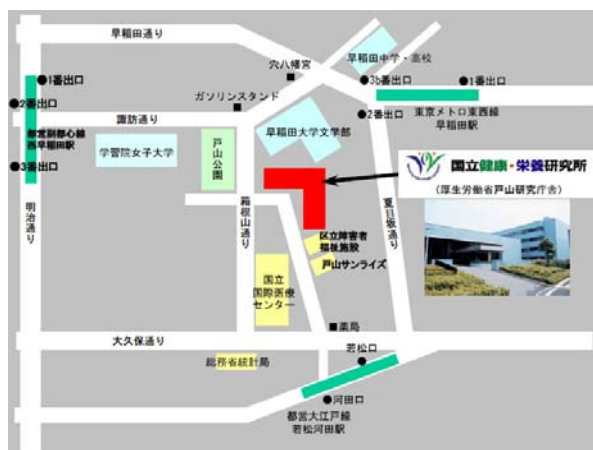 早稲田通り
早稲田中学・高校
穴八幡宮
●1番出口
●3b番出口
●1番出口
ガソリンスタンド
●2番出口
●2番出口
東京メトロ東西線
早稲田駅
諏訪通り
早稲田大学文学部
都営副都心線
西早稲田駅
学習院女子大学
戸山公園
国立健康・栄養研究所
(厚生労働省戸山研究庁舎)
●3番出口
明治通り
箱根山通り
夏目坂通り
区立障害者
福祉施設
戸山サンライズ
国立
国際医療
センター
■薬局
大久保通り
若松口
総務省統計局
●河田口
都営大江戸線
若松河田駅